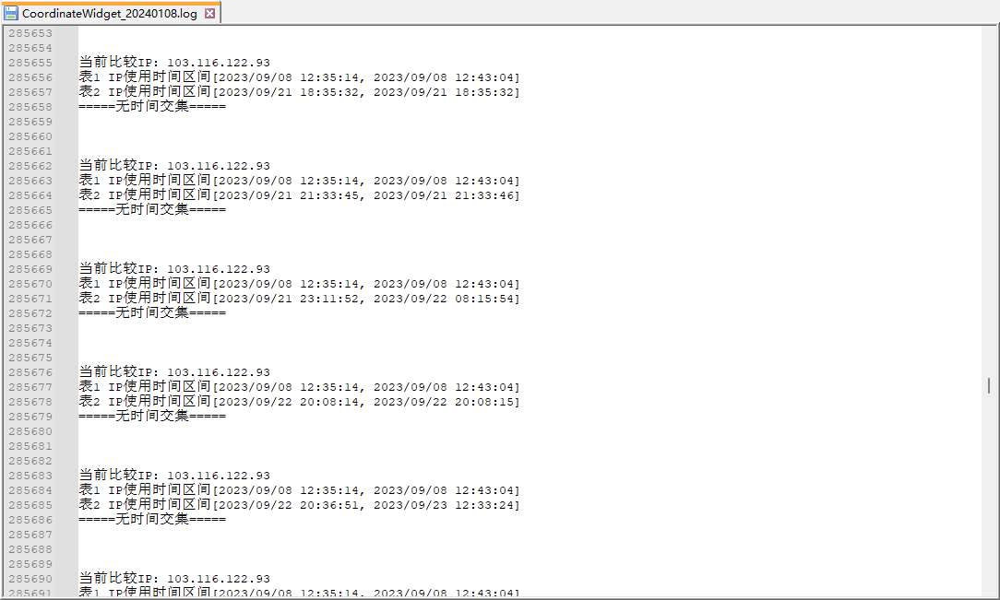 CoordinateWidget_20240108.log
285653
285654
285655 当前比较IP: 103.116.122.93
285656 表1 IP使用时间区间[2023/09/08 12:35:14, 2023/09/08 12:43:04]
285657 表2 IP使用时间区间[2023/09/21 18:35:32, 2023/09/21 18:35:32]
285658 =====无时间交集=====
285659
285660
285661
285662 当前比较IP: 103.116.122.93
285663 表1 IP使用时间区间[2023/09/08 12:35:14, 2023/09/08 12:43:04]
285664 表2 IP使用时间区间[2023/09/21 21:33:45, 2023/09/21 21:33:46]
285665 =====无时间交集=====
285666
285667
285668
285669 当前比较IP: 103.116.122.93
285670 表1 IP使用时间区间[2023/09/08 12:35:14, 2023/09/08 12:43:04]
285671 表2 IP使用时间区间[2023/09/21 23:11:52, 2023/09/22 08:15:54]
285672 =====无时间交集=====
285673
285674
285675
285676 当前比较IP: 103.116.122.93
285677 表1 IP使用时间区间[2023/09/08 12:35:14, 2023/09/08 12:43:04]
285678 表2 IP使用时间区间[2023/09/22 20:08:14, 2023/09/22 20:08:15]
285679 =====无时间交集=====
285680
285681
285682
285683 当前比较IP: 103.116.122.93
285684 表1 IP使用时间区间[2023/09/08 12:35:14, 2023/09/08 12:43:04]
285685 表2 IP使用时间区间[2023/09/22 20:36:51, 2023/09/23 12:33:24]
285686 =====无时间交集=====
285687
285688
285689
285690 当前比较IP: 103.116.122.93
285691 表1 IP使用时间区间[2023/09/08 12:35:14, 2023/09/08 12:43:04]